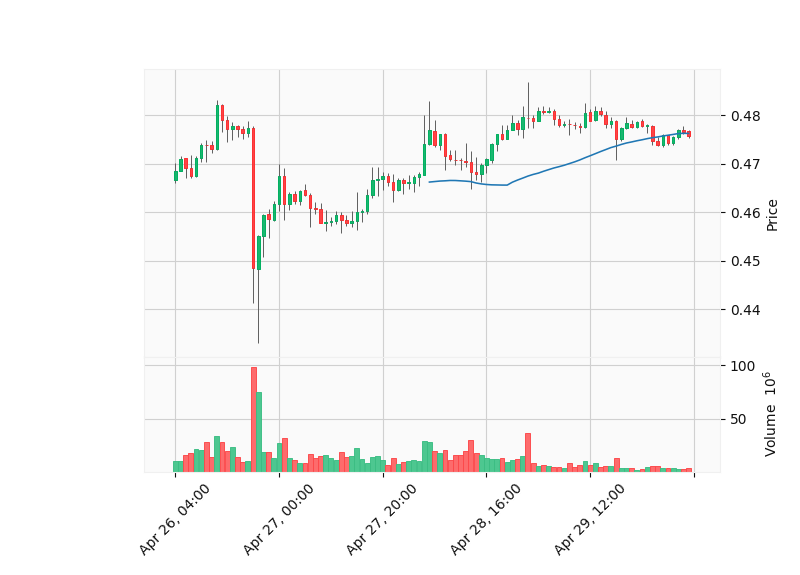 0.48
0.47
0.46
0.45
0.44
Price
100
50
Volume 10^6
Apr 26, 04:00
Apr 27, 00:00
Apr 27, 20:00
Apr 28, 16:00
Apr 29, 12:00